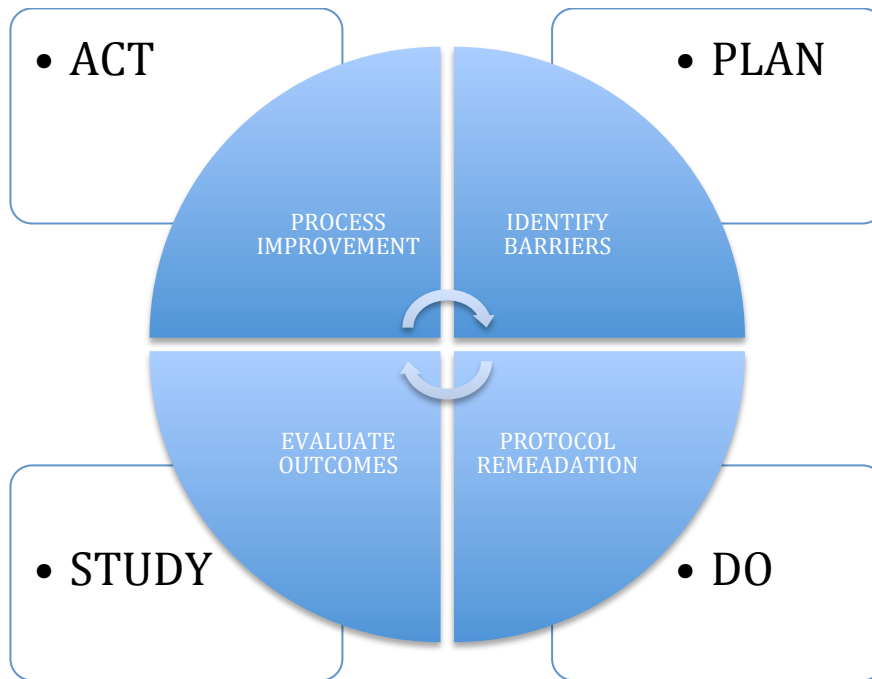 • ACT
• PLAN
PROCESS
IMPROVEMENT
IDENTIFY
BARRIERS
EVALUATE
OUTCOMES
PROTOCOL
REMEADATION
• STUDY
• DO